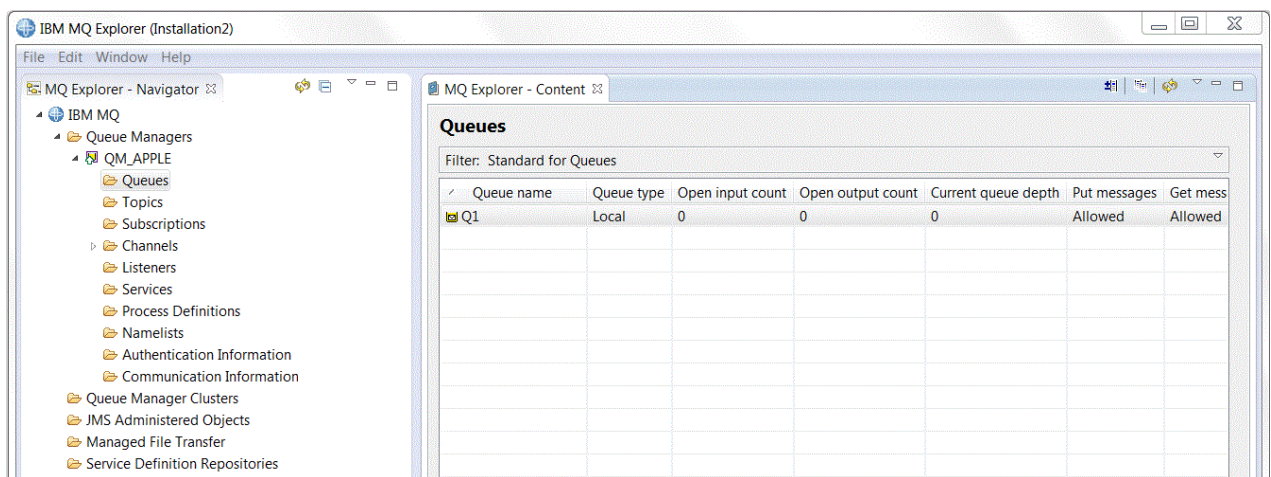 IBM MQ Explorer (Installation2)
File Edit Window Help
MQ Explorer - Navigator
IBM MQ
Queue Managers
QM_APPLE
Queues
Topics
Subscriptions
Channels
Listeners
Services
Process Definitions
Namelists
Authentication Information
Communication Information
Queue Manager Clusters
JMS Administered Objects
Managed File Transfer
Service Definition Repositories
MQ Explorer - Content
Queues
Filter: Standard for Queues
Queue name Queue type Open input count Open output count Current queue depth Put messages Get mess
Q1 Local 0 0 0 Allowed Allowed